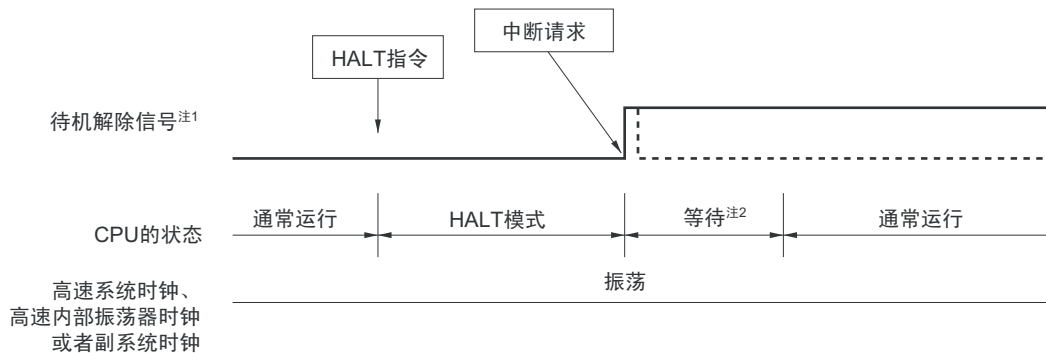 中断请求
HALT指令
待机解除信号注1
CPU的状态
通常运行
HALT模式
等待注2
通常运行
振荡
高速系统时钟、
高速内部振荡器时钟
或者副系统时钟